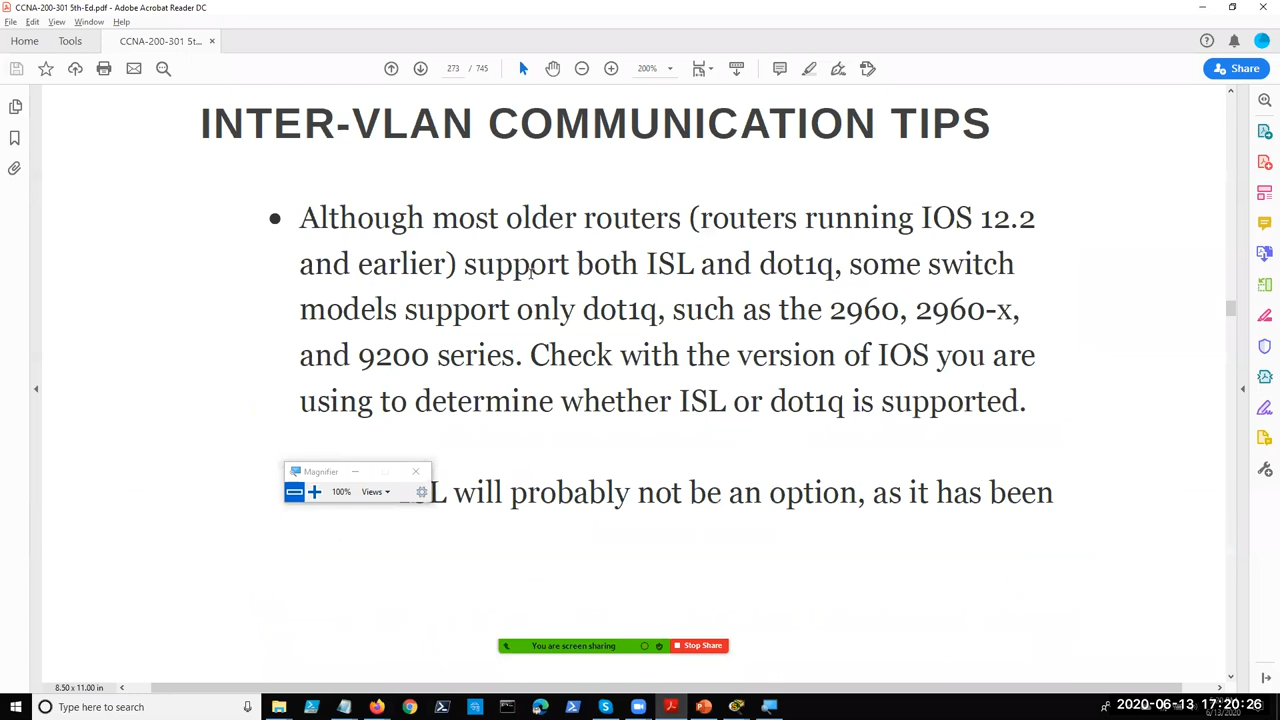 CCNA-200-301 5th-Ed.pdf - Adobe Acrobat Reader DC
File Edit View Window Help
Home Tools CCNA-200-301 5t... ×
273 / 745 200% Share
INTER-VLAN COMMUNICATION TIPS
• Although most older routers (routers running IOS 12.2
and earlier) support both ISL and dot1q, some switch
models support only dot1q, such as the 2960, 2960-x,
and 9200 series. Check with the version of IOS you are
using to determine whether ISL or dot1q is supported.
Magnifier
100% Views
will probably not be an option, as it has been
You are screen sharing Stop Share
8.50 x 11.00 in
Type here to search
2020-06-13 17:20:26
6/13/2020